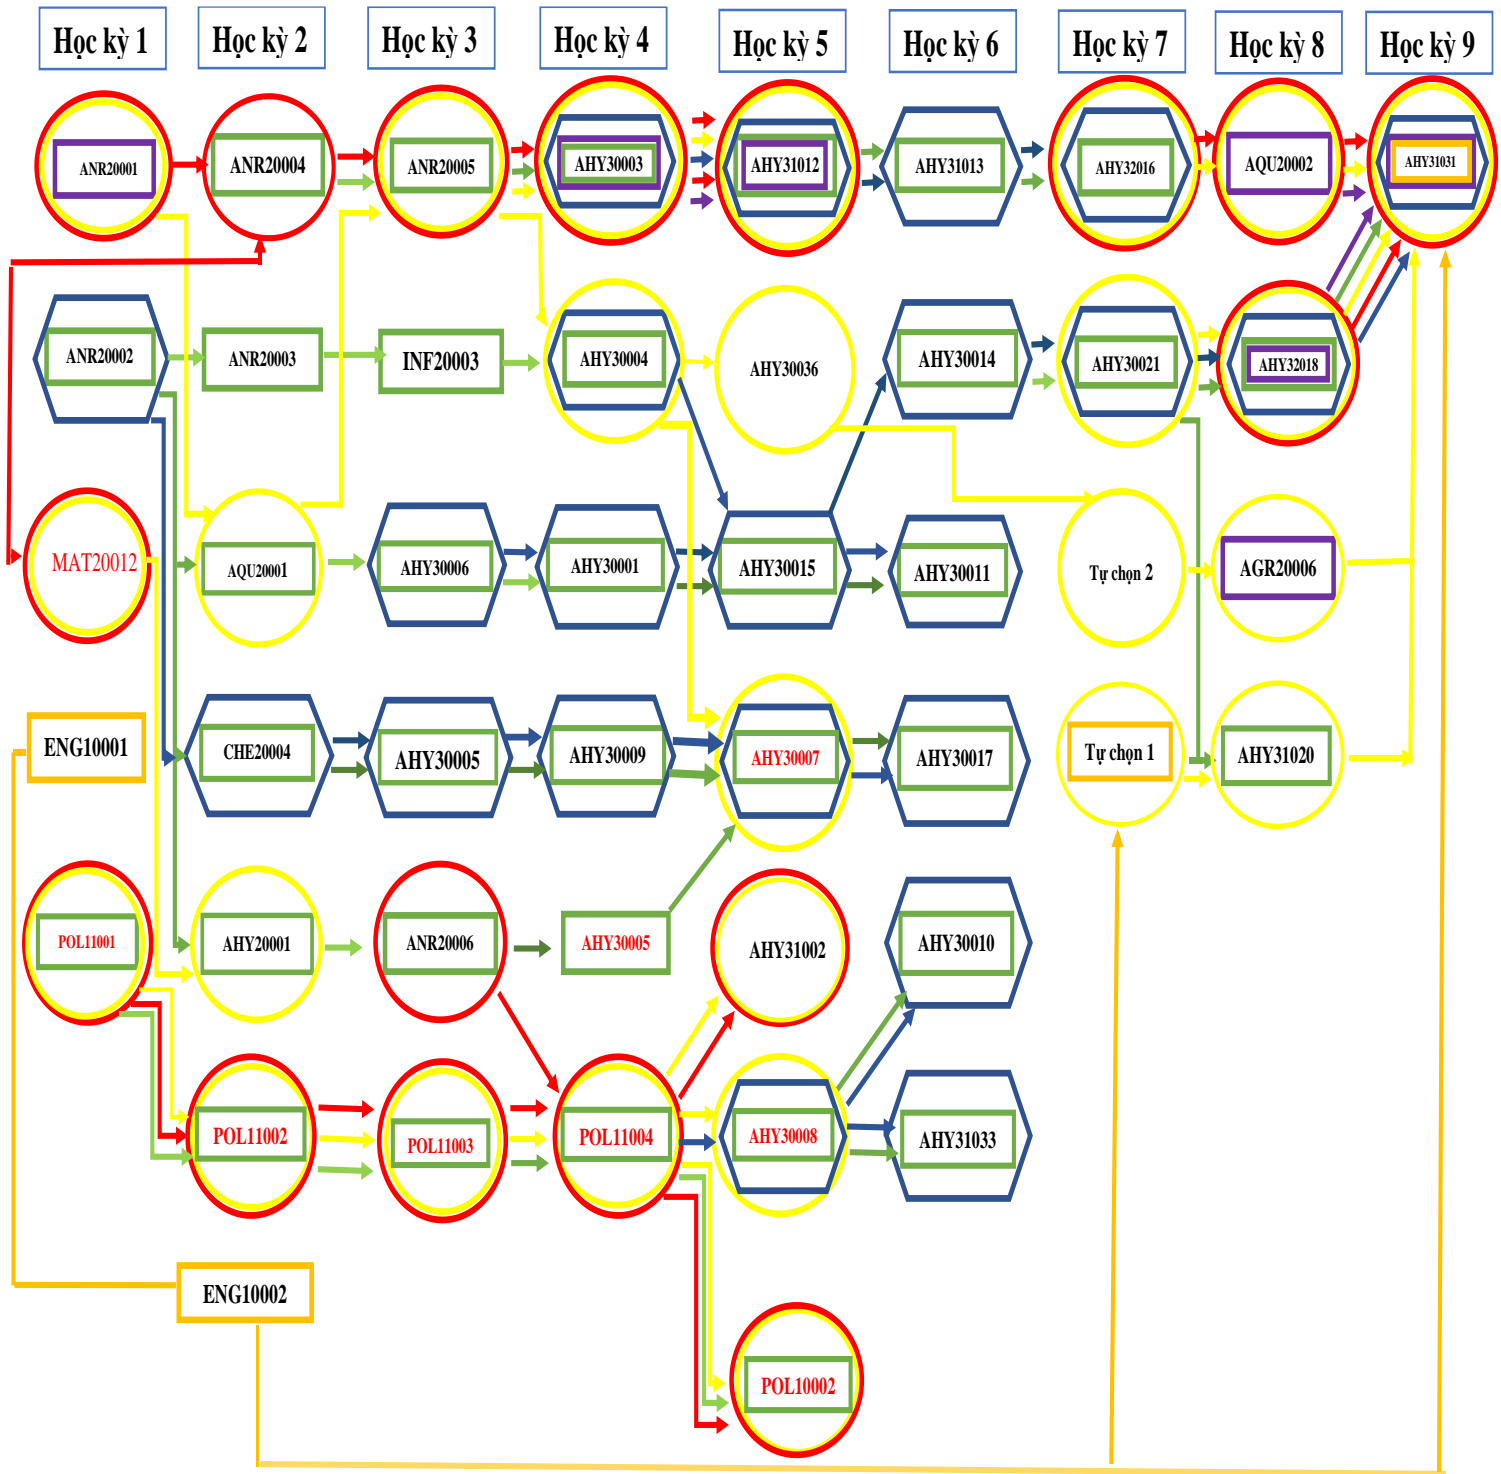 Học kỳ 1
Học kỳ 2
Học kỳ 3
Học kỳ 4
Học kỳ 5
Học kỳ 6
Học kỳ 7
Học kỳ 8
Học kỳ 9
ANR20001
ANR20004
ANR20005
AHY30003
AHY31012
AHY31013
AHY32016
AQU20002
AHY31031
ANR20002
ANR20003
INF20003
AHY30004
AHY30036
AHY30014
AHY30021
AHY32018
MAT20012
AQU20001
AHY30006
AHY30001
AHY30015
AHY30011
Tự chọn 2
AGR20006
ENG10001
CHE20004
AHY30005
AHY30009
AHY30007
AHY30017
Tự chọn 1
AHY31020
POL11001
AHY20001
ANR20006
AHY30005
AHY31002
AHY30010
POL11002
POL11003
POL11004
AHY30008
AHY31033
ENG10002
POL10002